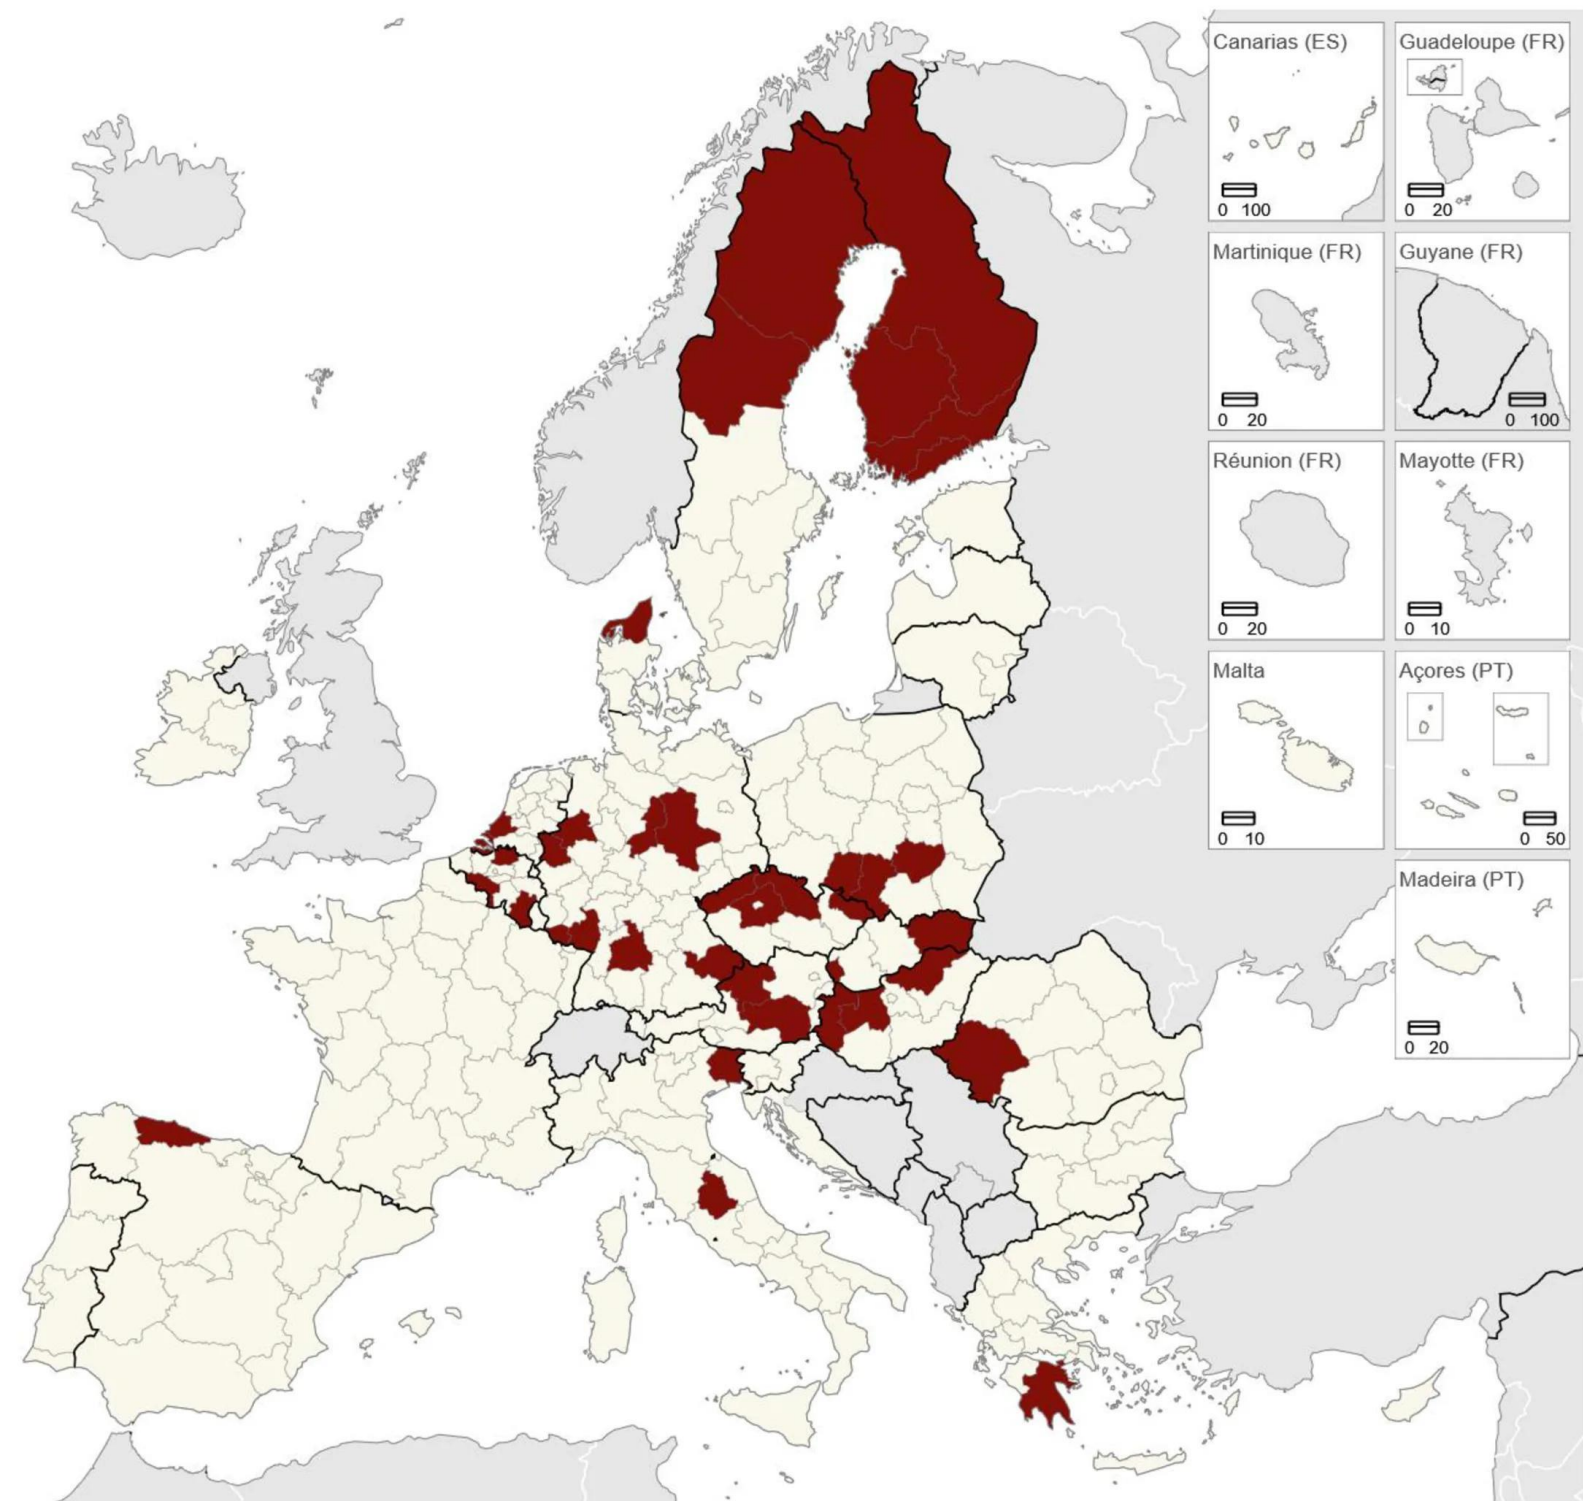 Canarias (ES)
0 100
Guadeloupe (FR)
0 20
Martinique (FR)
0 20
Guyane (FR)
0 100
Réunion (FR)
0 20
Mayotte (FR)
0 10
Malta
0 10
Açores (PT)
0 50
Madeira (PT)
0 20